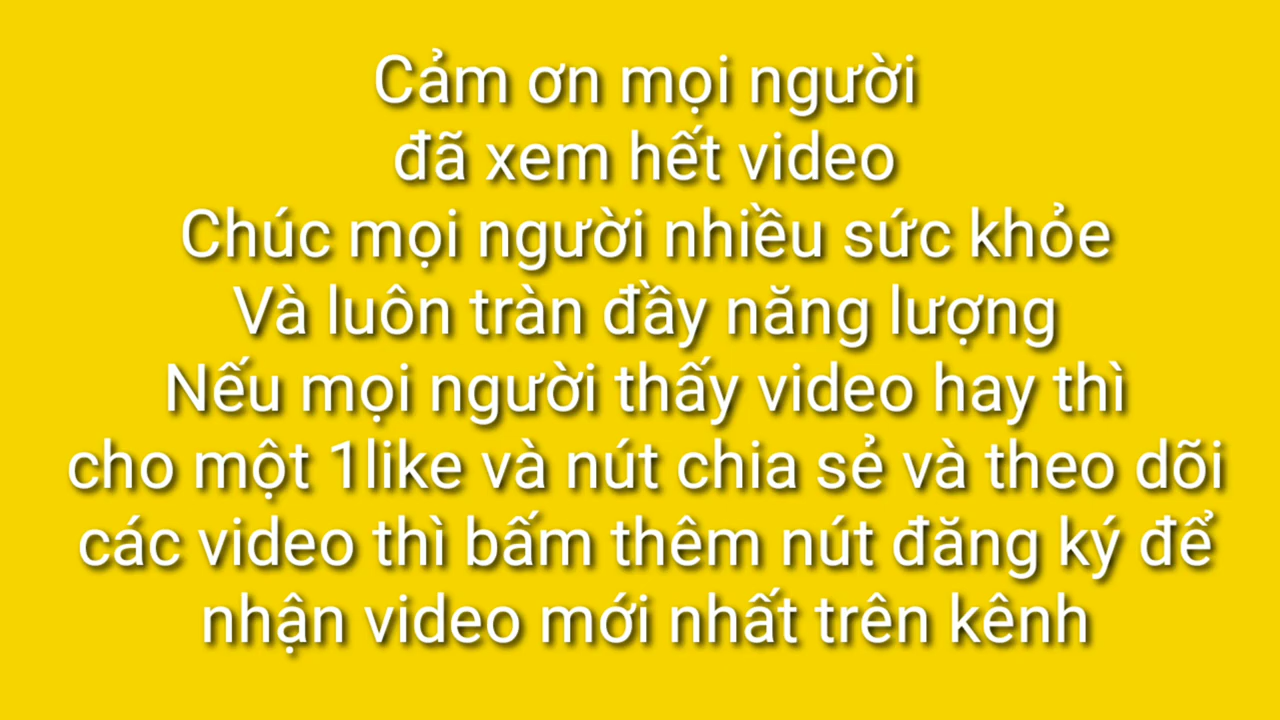 Cảm ơn mọi người
đã xem hết video
Chúc mọi người nhiều sức khỏe
Và luôn tràn đầy năng lượng
Nếu mọi người thấy video hay thì
cho một 1like và nút chia sẻ và theo dõi
các video thì bấm thêm nút đăng ký để
nhận video mới nhất trên kênh